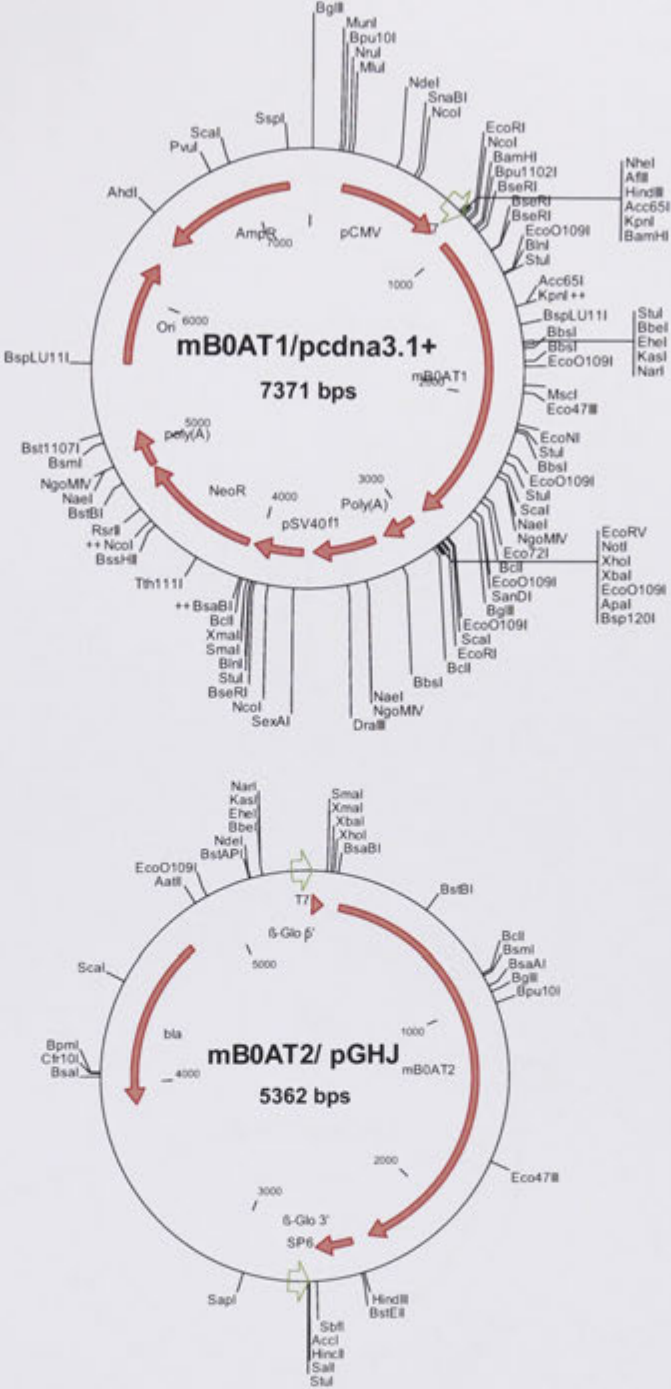 BglII
MunI
Bpu10I
NruI
MluI
NdeI
SnaBI
NcoI
EcoRI
NcoI
BamHI
Bpu1102I
BseRI
BseRI
BseRI
EcoO109I
BlnI
StuI
NheI
AflII
HindIII
Acc65I
KpnI
BamHI
Acc65I
KpnI ++
BspLU11I
BbsI
BbsI
EcoO109I
StuI
BbeI
EheI
KasI
NarI
MscI
Eco47III
EcoNI
StuI
BbsI
EcoO109I
StuI
ScaI
NaeI
NgoMIV
Eco72I
BclI
EcoO109I
SanDI
BglII
EcoO109I
ScaI
EcoRI
BclI
EcoRV
NotI
XhoI
XbaI
EcoO109I
ApaI
Bsp120I
BbsI
NaeI
NgoMIV
DraIII
SexAI
NcoI
BseRI
StuI
BlnI
SmaI
XmaI
BclI
++ BsaBI
Tth111I
BssHII
++ NcoI
RsrII
BstBI
NaeI
NgoMIV
BsmI
Bst1107I
BspLU11I
AhdI
PvuI
ScaI
SspI
AmpR
7000
pCMV
1000
Ori
6000
mB0AT1/pcdna3.1+
7371 bps
mB0AT1
2000
5000
poly(A)
NeoR
4000
pSV40
f1
3000
Poly(A)
NarI
KasI
EheI
BbeI
NdeI
BstAPI
EcoO109I
AatII
ScaI
BpmI
Cfr10I
BsaI
SmaI
XmaI
XbaI
XhoI
BsaBI
BstBI
BclI
BsmI
BsaAI
BglII
Bpu10I
Eco47III
T7
ß-Glo 5'
5000
bla
1000
mB0AT2/ pGHJ
5362 bps
mB0AT2
4000
2000
3000
ß-Glo 3'
SP6
SapI
HindIII
BstEII
SbfI
AccI
HincII
SalI
StuI